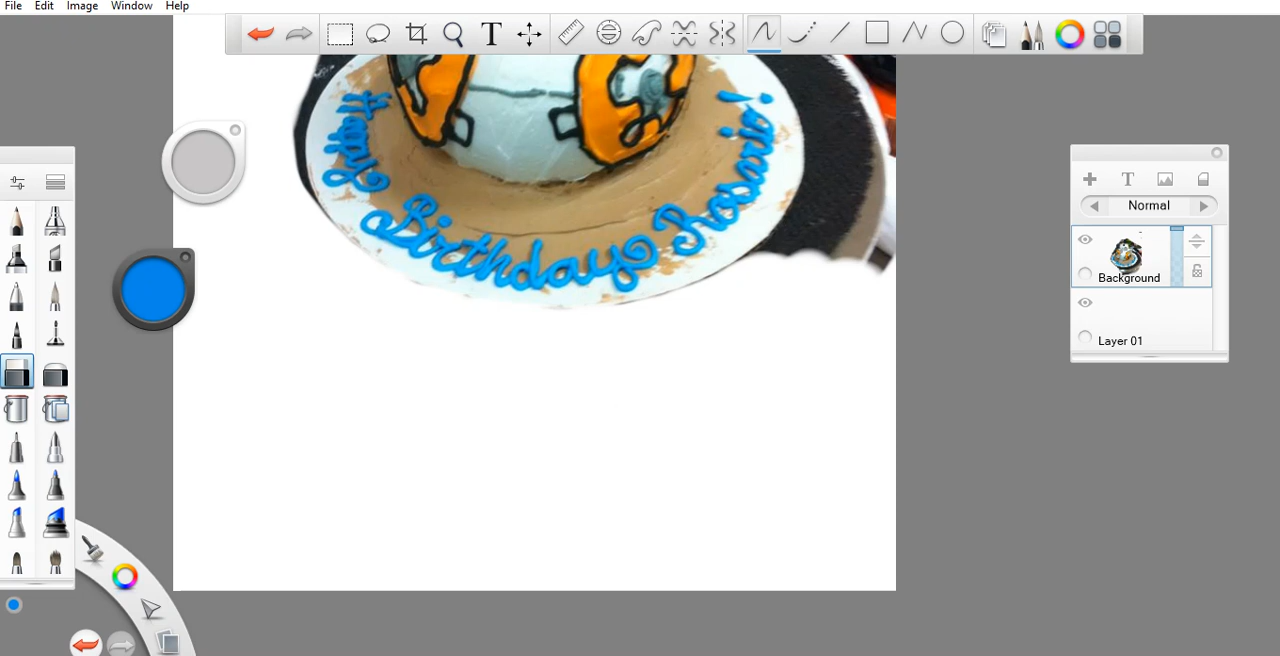 File Edit Image Window Help
T
T
Normal
Background
Layer 01
Happy Birthday Rosario!